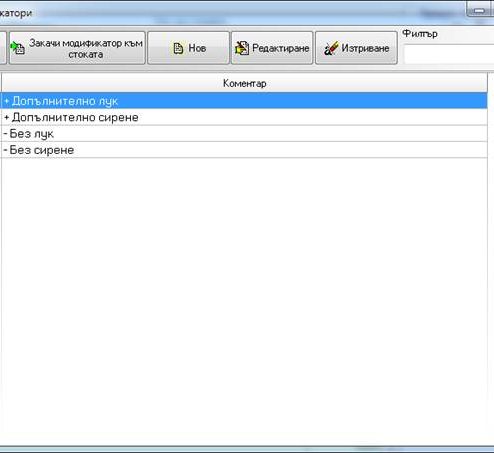 катори
Закачи модификатор към
стоката
Нов
Редактиране
Изтриване
Филтър
Коментар
+ Допълнително лук
+ Допълнително сирене
- Без лук
- Без сирене